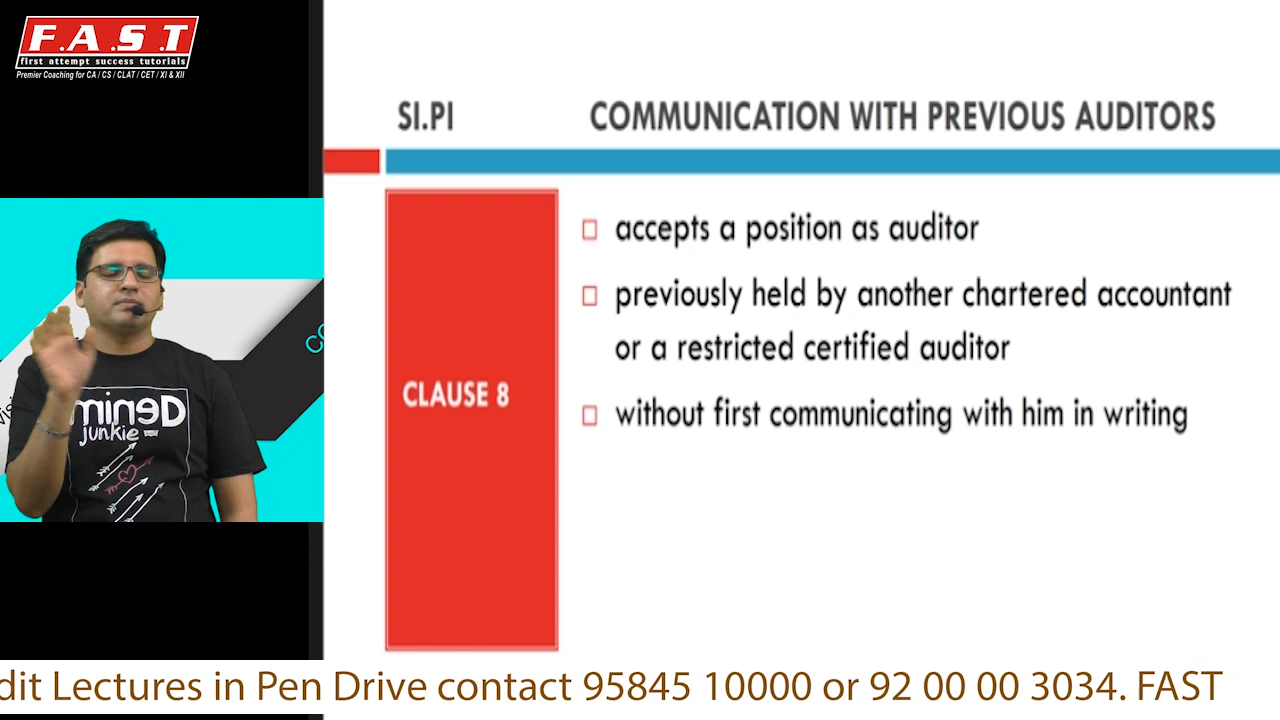 F.A.S.T
first attempt success tutorials
Premier Coaching for CA / CS / CLAT / CET / XI & XII
SI.PI COMMUNICATION WITH PREVIOUS AUDITORS
CLAUSE 8
accepts a position as auditor
previously held by another chartered accountant
or a restricted certified auditor
without first communicating with him in writing
junkie
dit Lectures in Pen Drive contact 95845 10000 or 92 00 00 3034. FAST